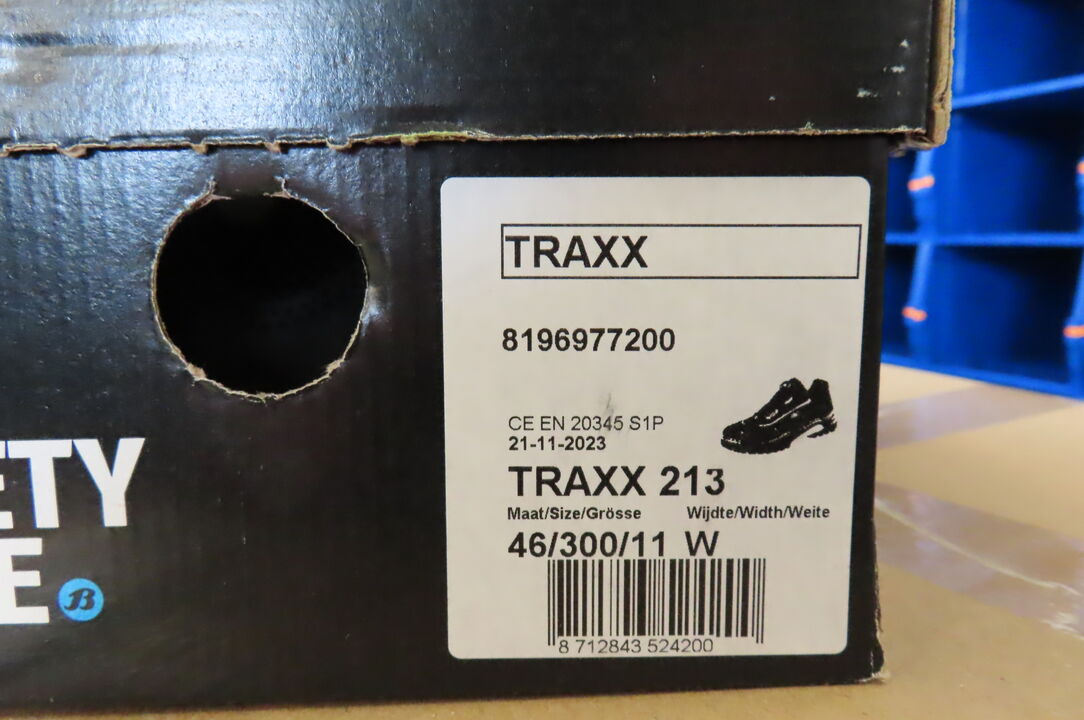 TRAXX
8196977200
CE EN 20345 S1P
21-11-2023
TRAXX 213
Maat/Size/Grösse Wijdte/Width/Weite
46/300/11 W
8 712843 524200
ETY
E
B